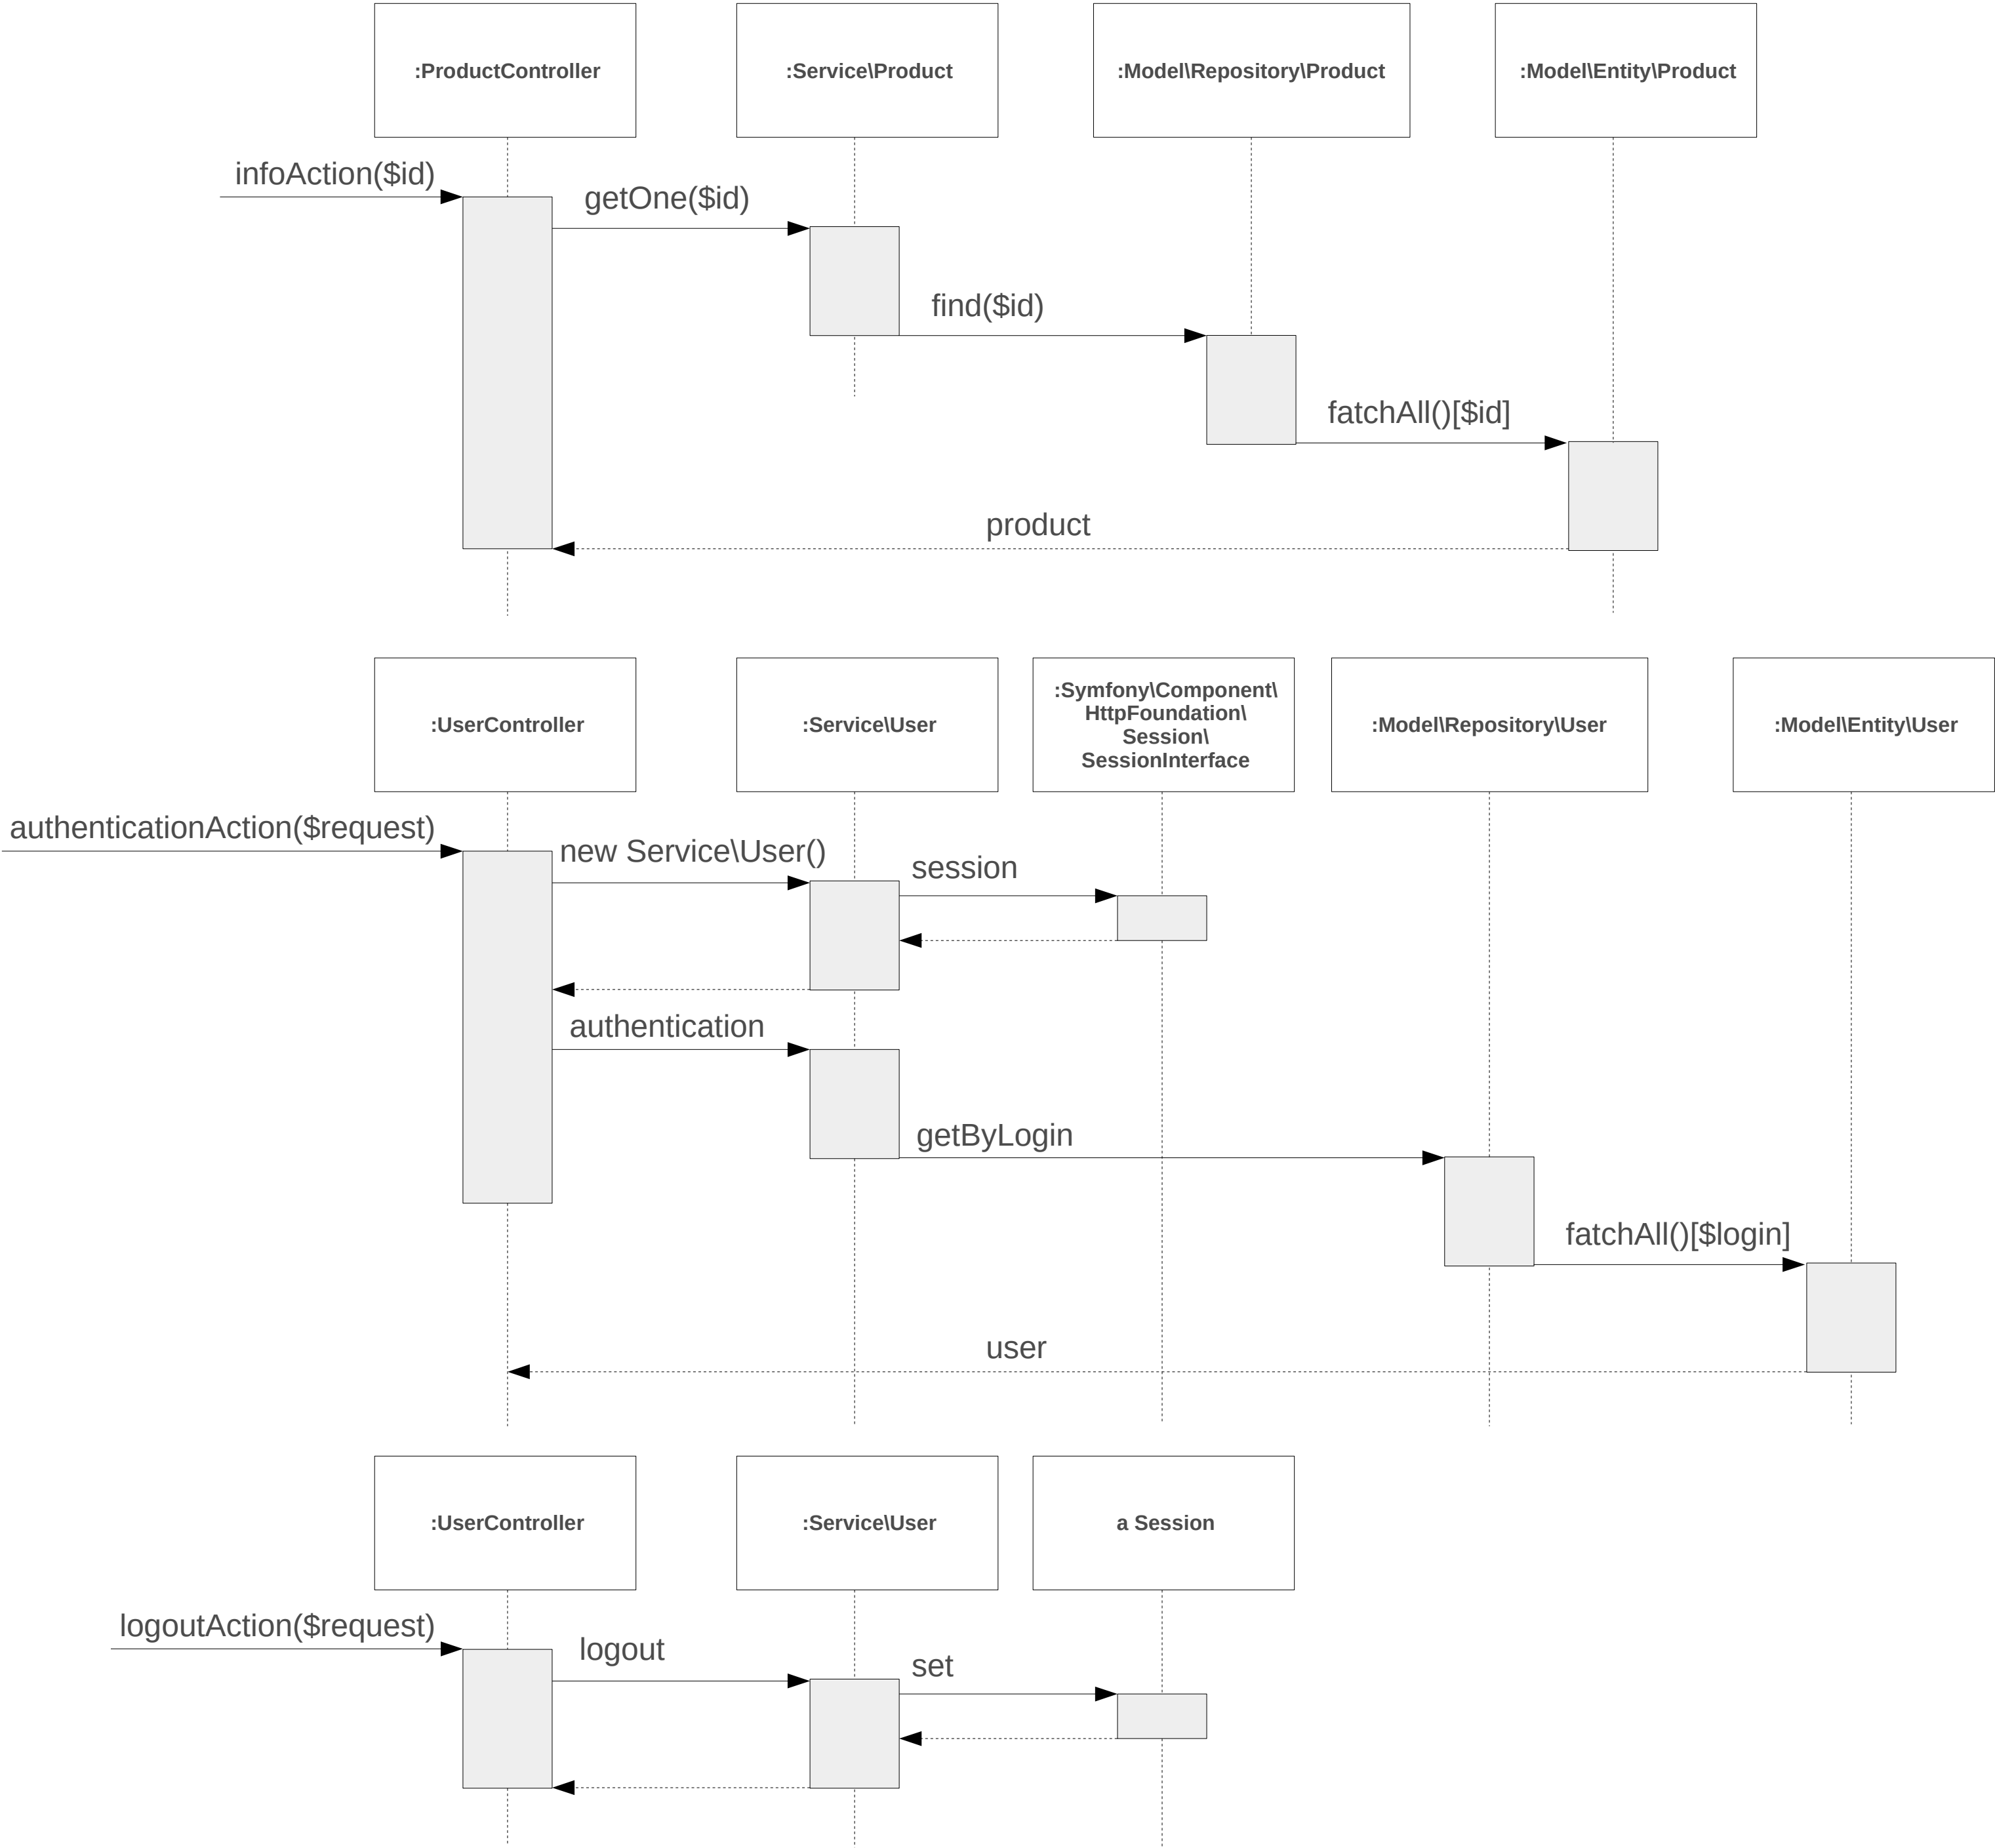 :ProductController
:Service\Product
:Model\Repository\Product
:Model\Entity\Product
infoAction($id)
getOne($id)
find($id)
fatchAll()[$id]
product
:UserController
:Service\User
:Symfony\Component\
HttpFoundation\
Session\
SessionInterface
:Model\Repository\User
:Model\Entity\User
authenticationAction($request)
new Service\User()
session
authentication
getByLogin
fatchAll()[$login]
user
:UserController
:Service\User
a Session
logoutAction($request)
logout
set